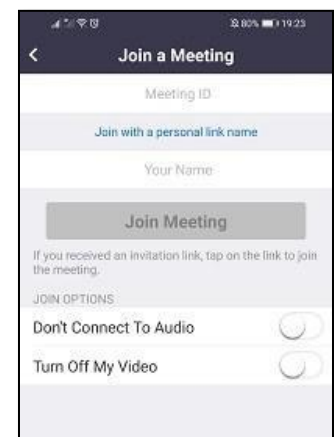 80% 19:23
Join a Meeting
Meeting ID
Join with a personal link name
Your Name
Join Meeting
If you received an invitation link, tap on the link to join
the meeting.
JOIN OPTIONS
Don't Connect To Audio
Turn Off My Video